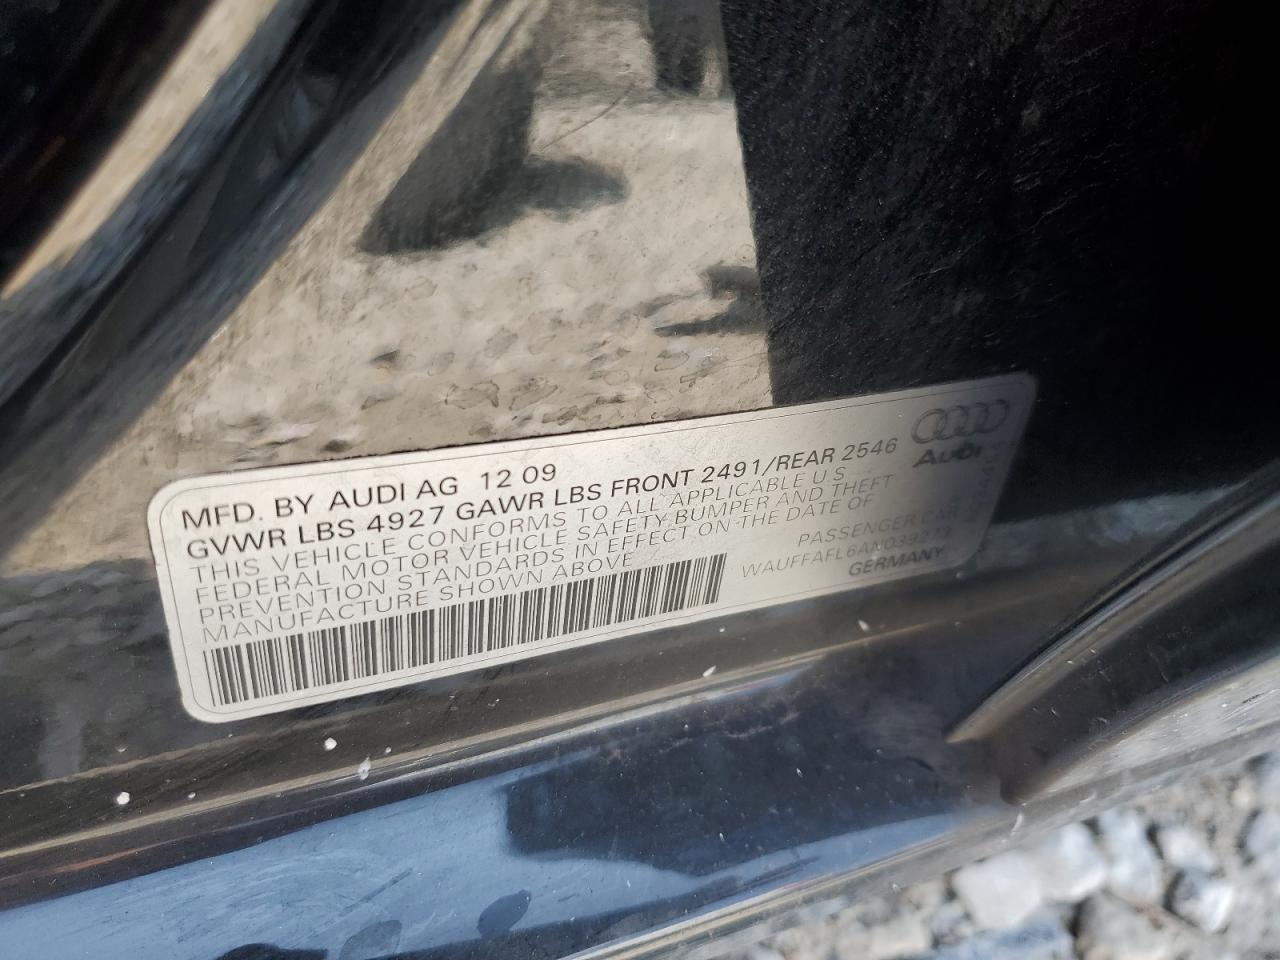 MFD. BY AUDI AG 12 09
GVWR LBS 4927 GAWR LBS FRONT 2491/REAR 2546
THIS VEHICLE CONFORMS TO ALL APPLICABLE U S
FEDERAL MOTOR VEHICLE SAFETY BUMPER AND THEFT
PREVENTION STANDARDS IN EFFECT ON THE DATE OF
MANUFACTURE SHOWN ABOVE
Audi
PASSENGER CAR
WAUFFAFL6AN039273
GERMANY